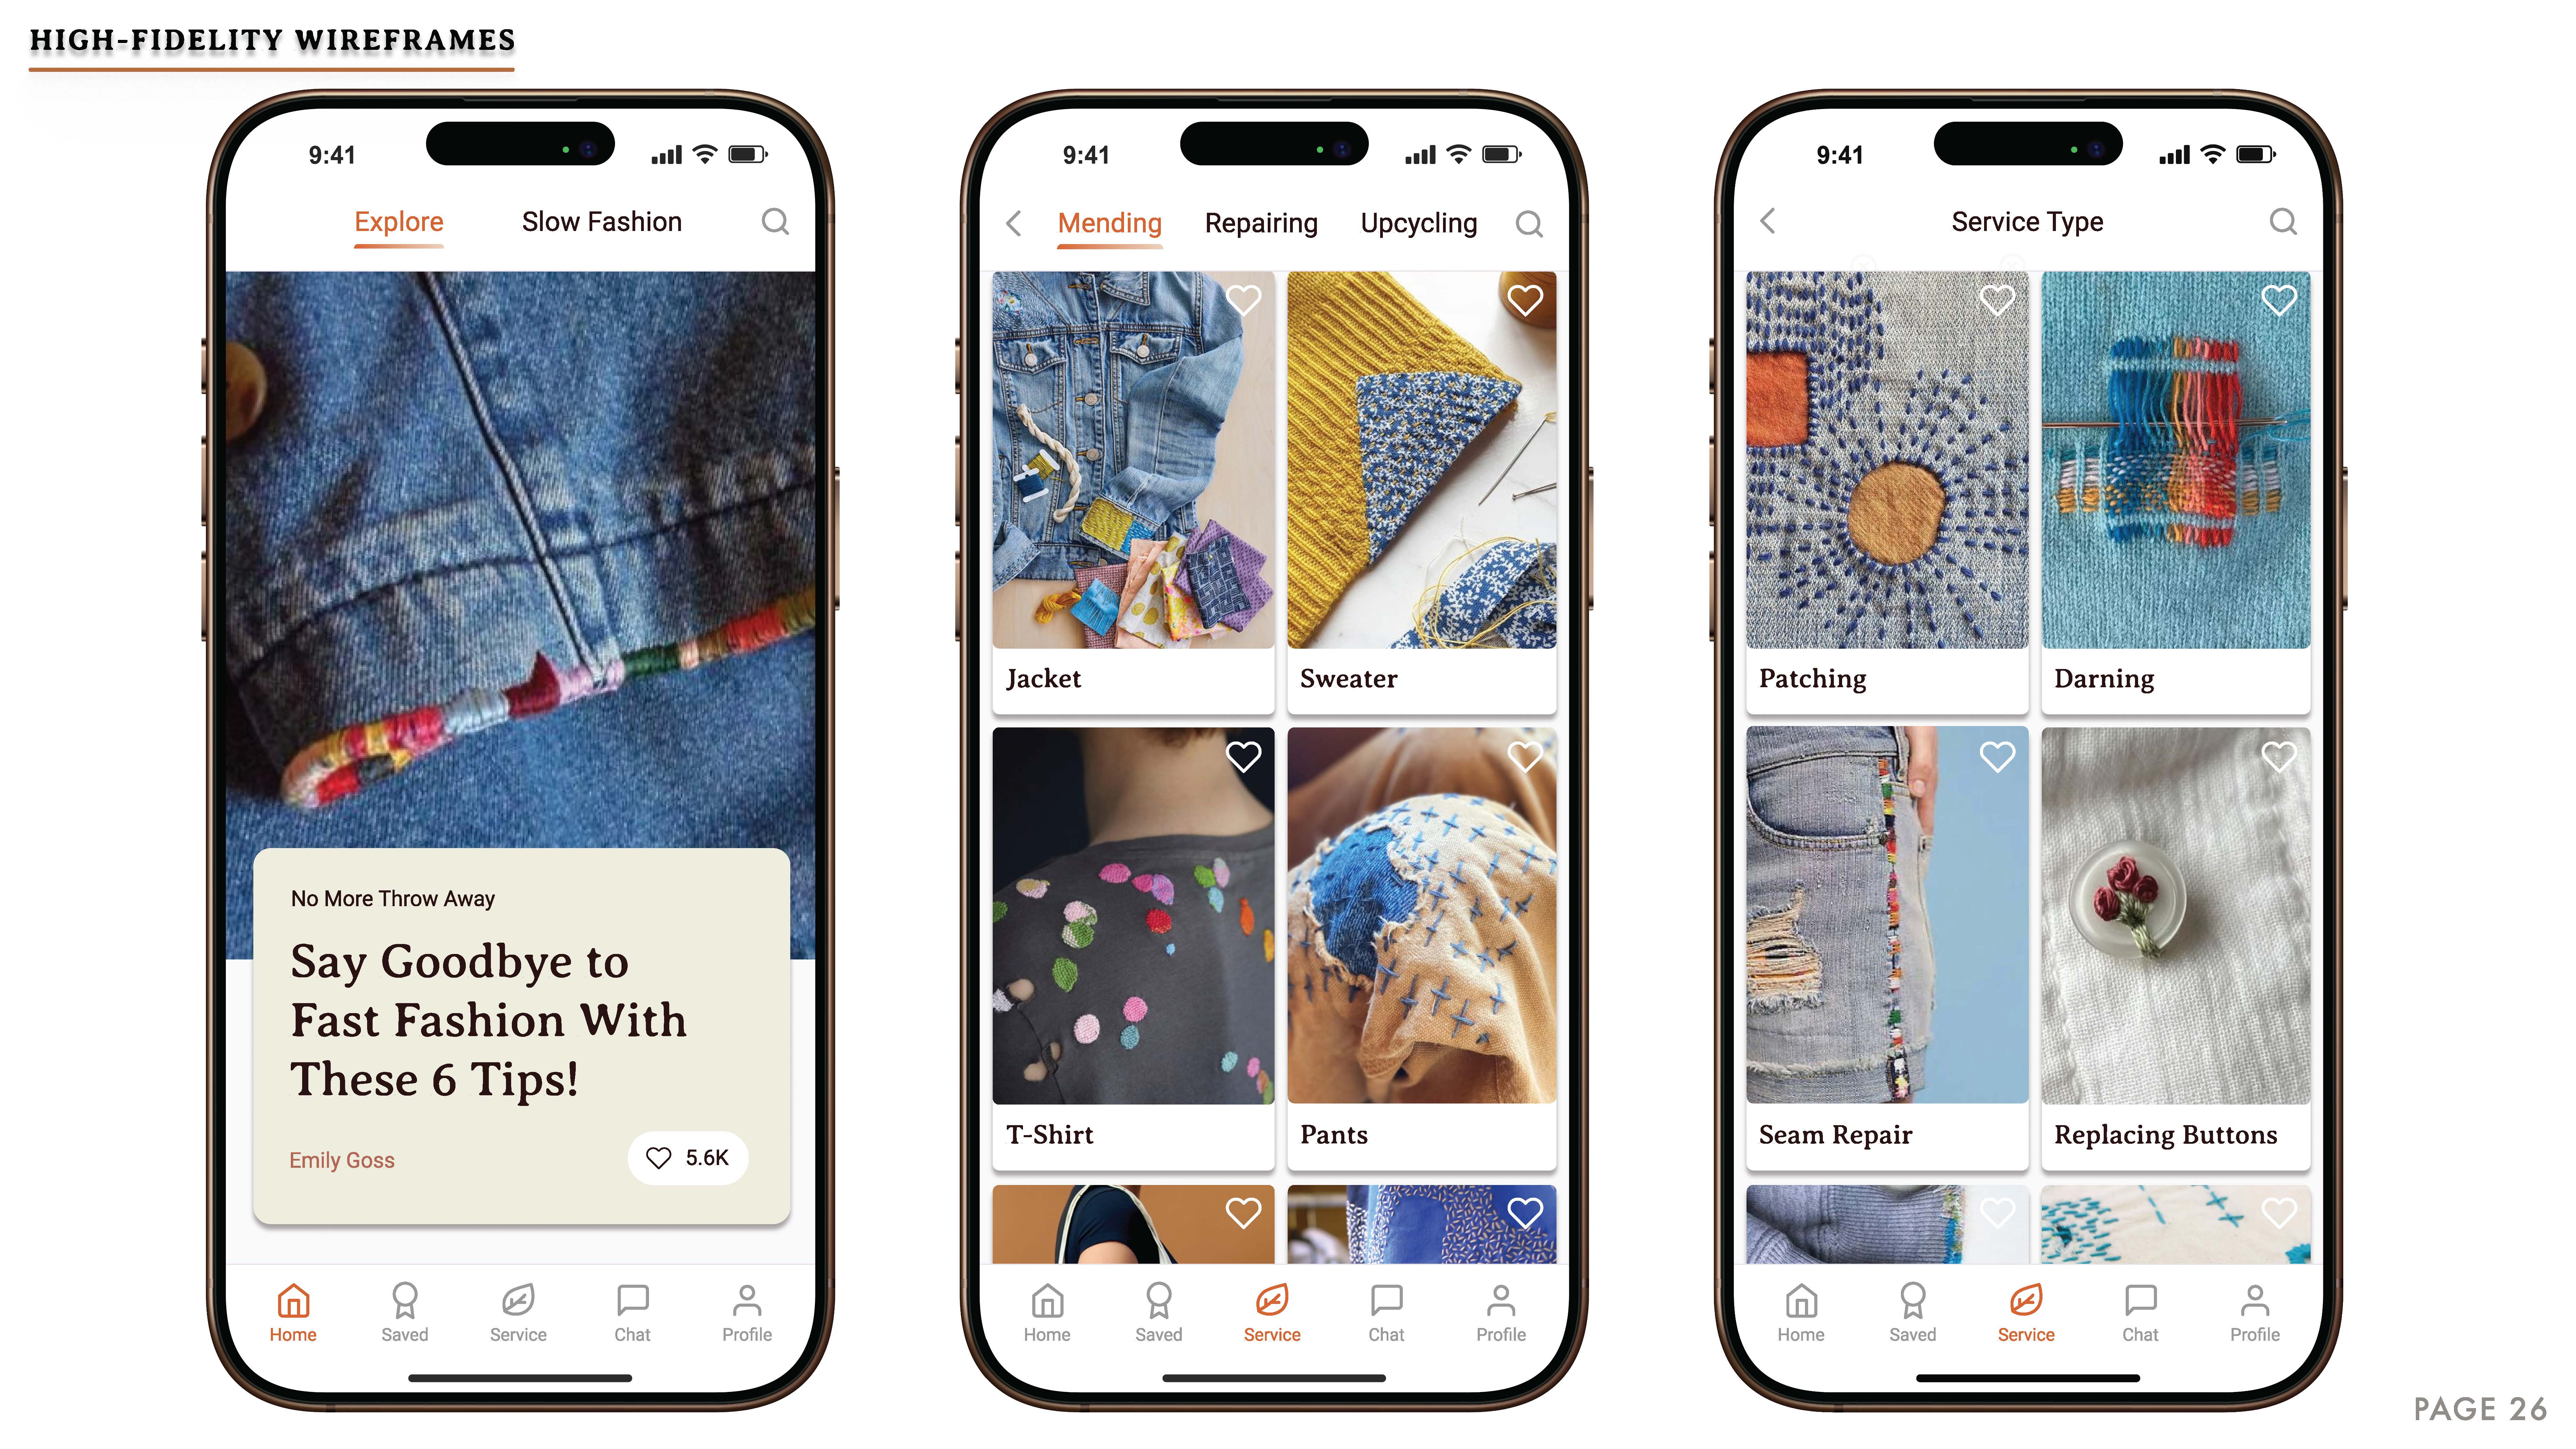 HIGH-FIDELITY WIREFRAMES
9:41
Explore Slow Fashion
No More Throw Away
Say Goodbye to
Fast Fashion With
These 6 Tips!
Emily Goss 5.6K
Home Saved Service Chat Profile
9:41
Mending Repairing Upcycling
Jacket Sweater
T-Shirt Pants
Home Saved Service Chat Profile
9:41
Service Type
Patching Darning
Seam Repair Replacing Buttons
Home Saved Service Chat Profile
PAGE 26